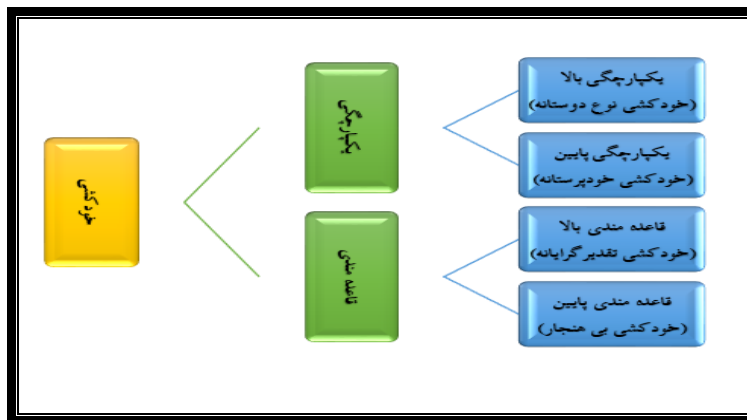 خودکشی
یکپارچگی
قاعده مندی
یکپارچگی بالا
(خودکشی نوع دوستانه)
یکپارچگی پایین
(خودکشی خودپرستانه)
قاعده مندی بالا
(خودکشی تقدیرگرایانه)
قاعده مندی پایین
(خودکشی بی هنجار)